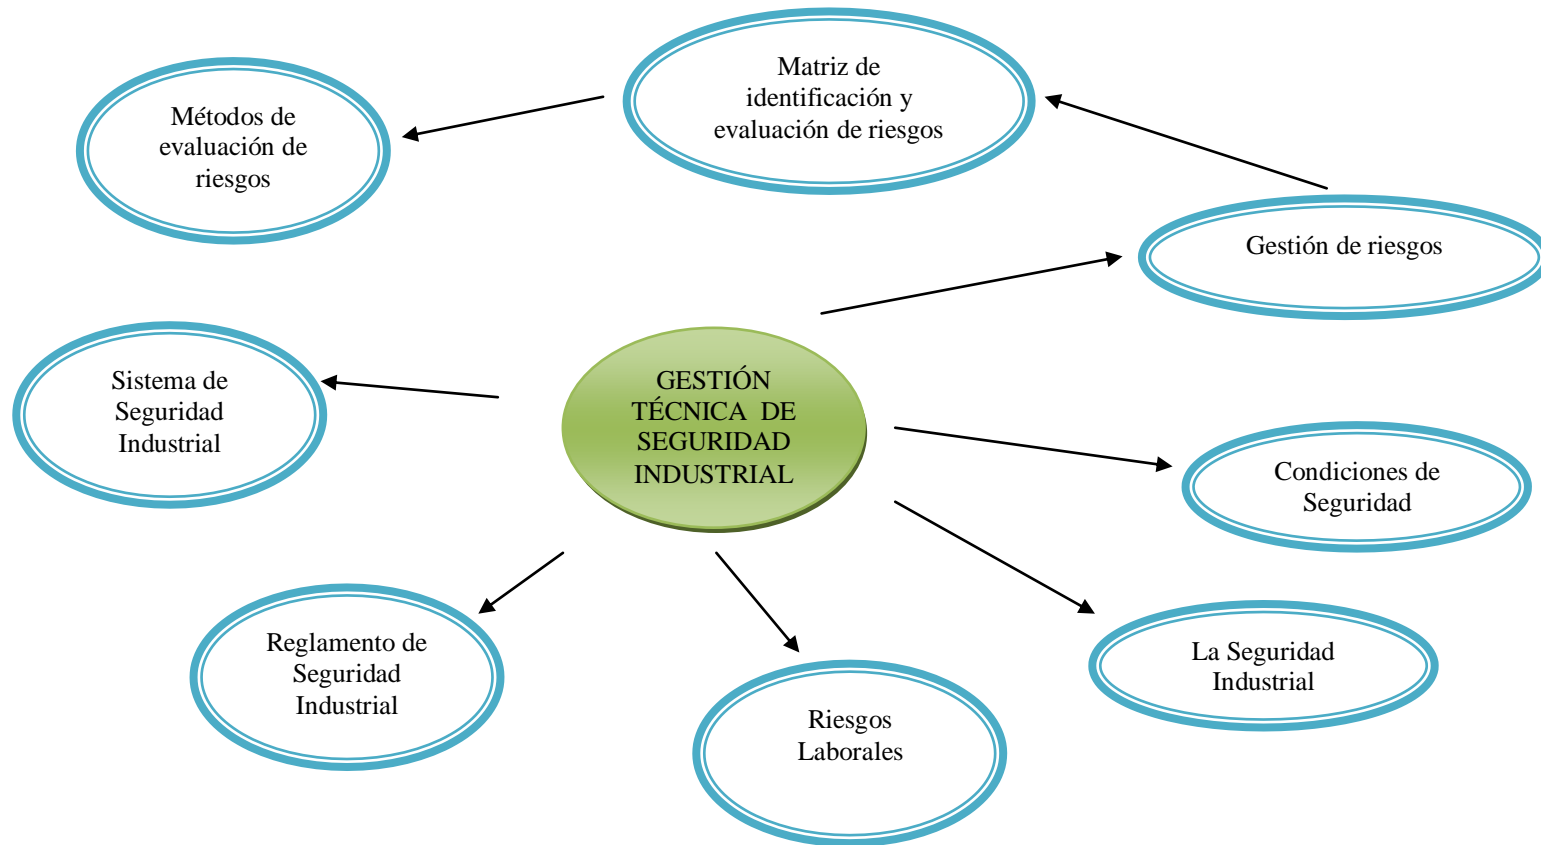 Matriz de
identificación y
evaluación de riesgos
Métodos de
evaluación de
riesgos
Gestión de riesgos
Sistema de
Seguridad
Industrial
GESTIÓN
TÉCNICA DE
SEGURIDAD
INDUSTRIAL
Condiciones de
Seguridad
Reglamento de
Seguridad
Industrial
La Seguridad
Industrial
Riesgos
Laborales